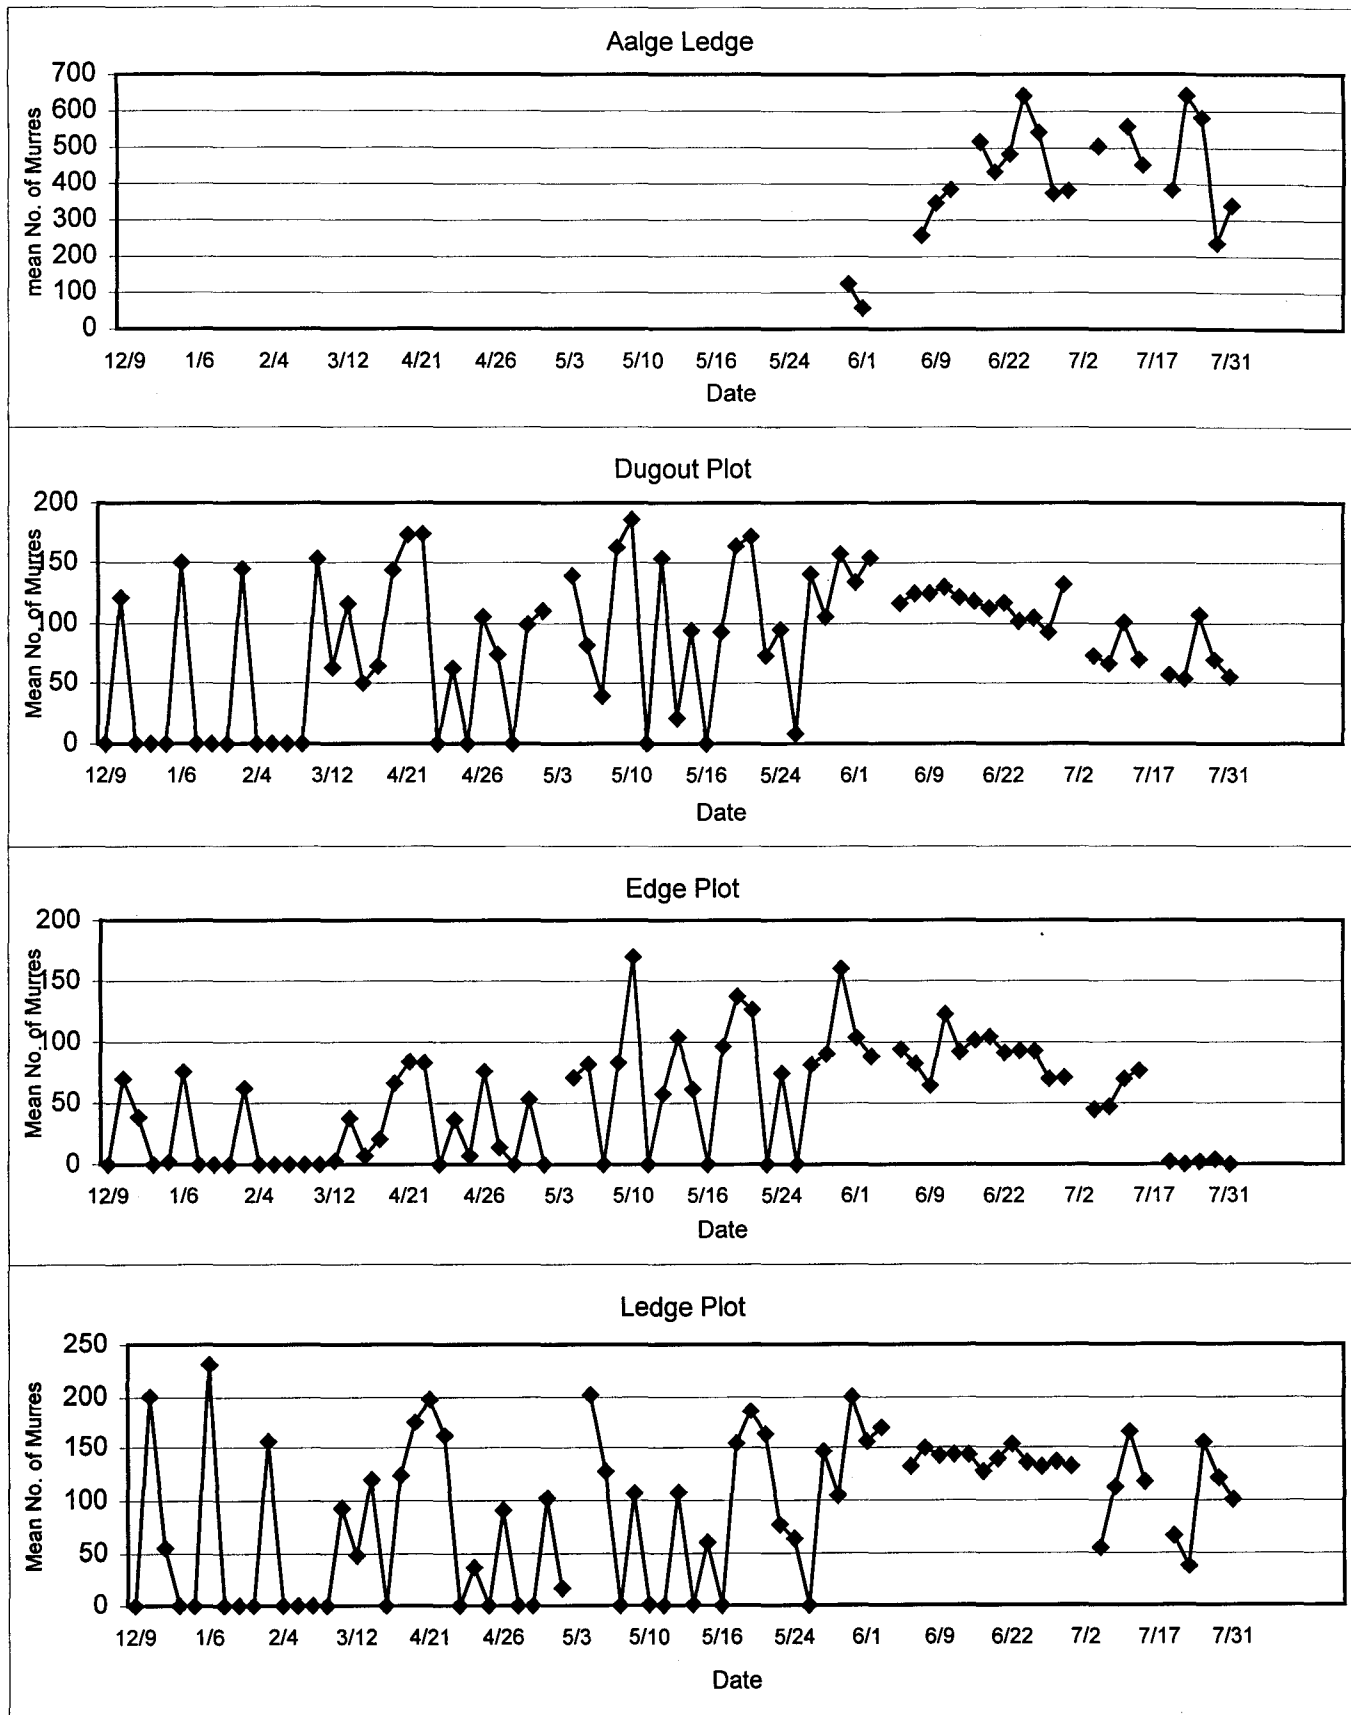 Aalge Ledge
mean No. of Murres
700
600
500
400
300
200
100
0
12/9 1/6 2/4 3/12 4/21 4/26 5/3 5/10 5/16 5/24 6/1 6/9 6/22 7/2 7/17 7/31
Date
Dugout Plot
Mean No. of Murres
200
150
100
50
0
12/9 1/6 2/4 3/12 4/21 4/26 5/3 5/10 5/16 5/24 6/1 6/9 6/22 7/2 7/17 7/31
Date
Edge Plot
Mean No. of Murres
200
150
100
50
0
12/9 1/6 2/4 3/12 4/21 4/26 5/3 5/10 5/16 5/24 6/1 6/9 6/22 7/2 7/17 7/31
Date
Ledge Plot
Mean No. of Murres
250
200
150
100
50
0
12/9 1/6 2/4 3/12 4/21 4/26 5/3 5/10 5/16 5/24 6/1 6/9 6/22 7/2 7/17 7/31
Date